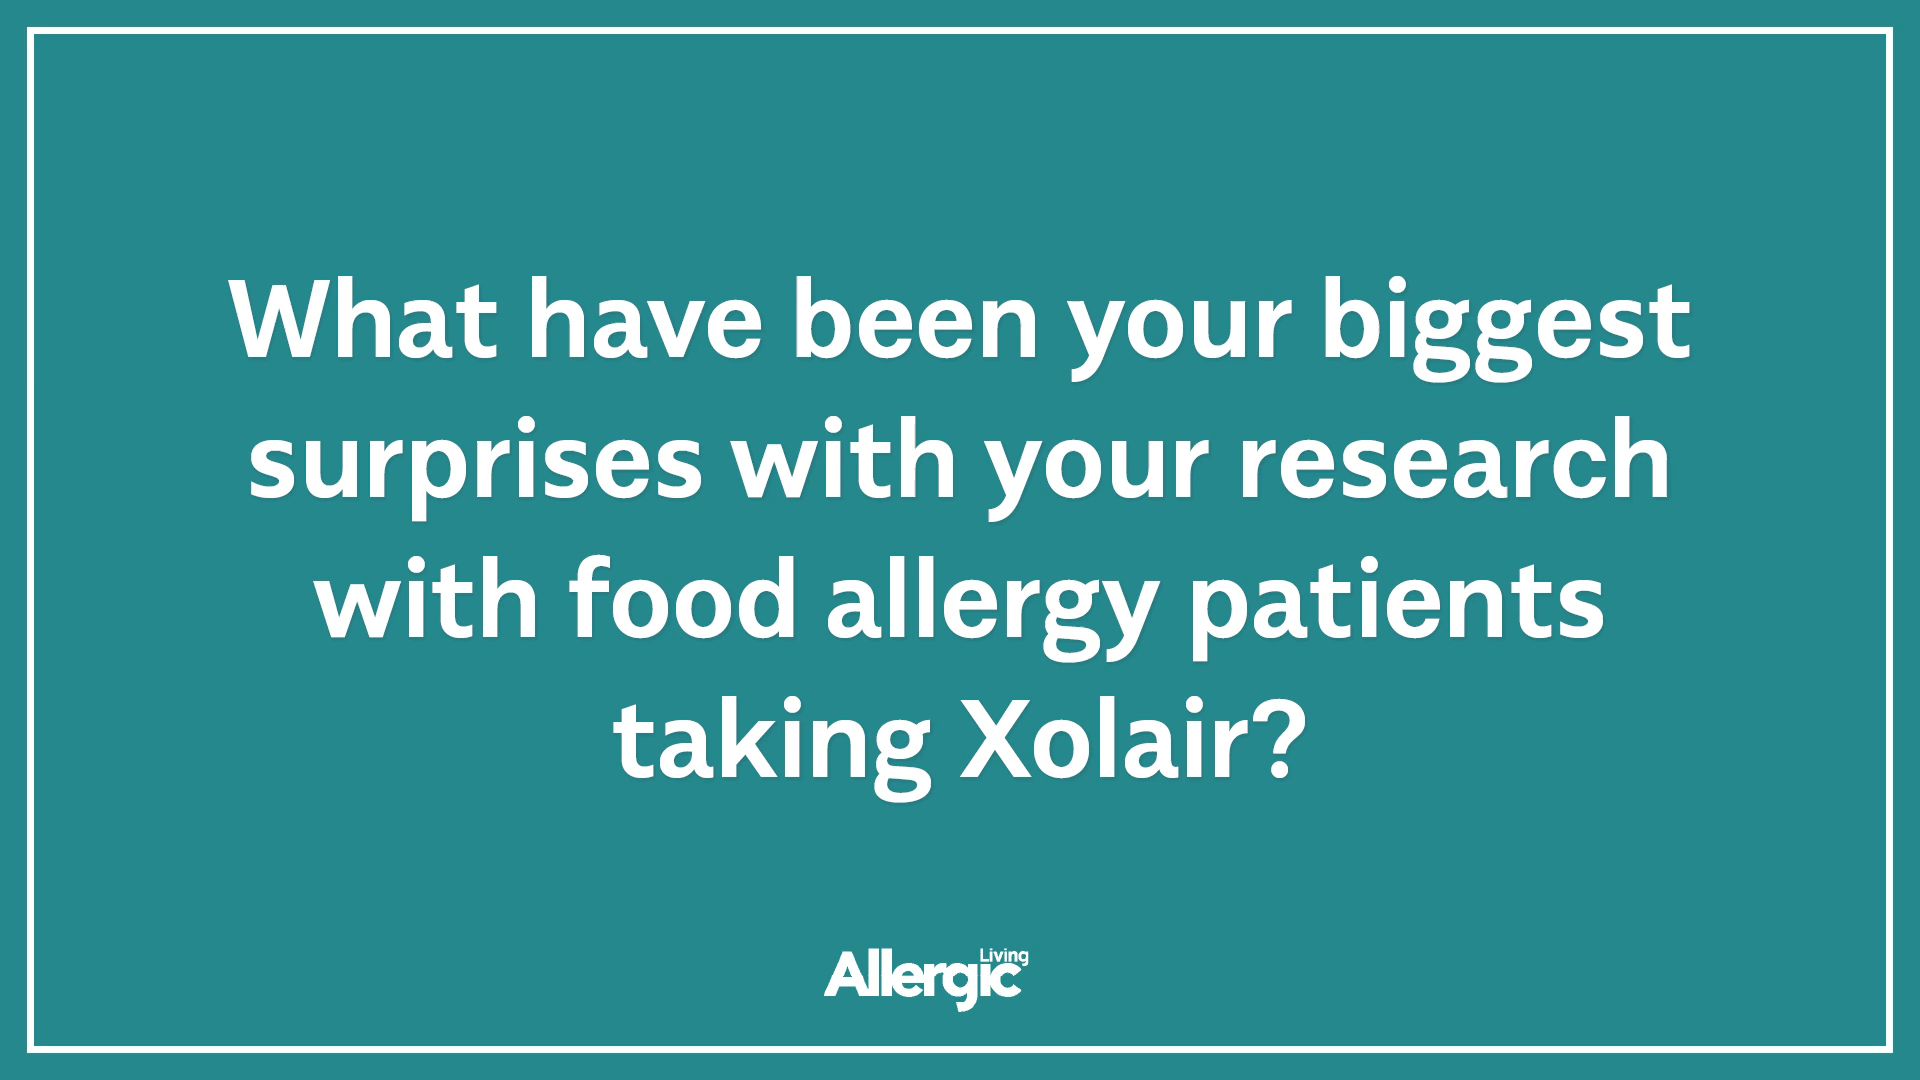 What have been your biggest
surprises with your research
with food allergy patients
taking Xolair?
Allergic Living